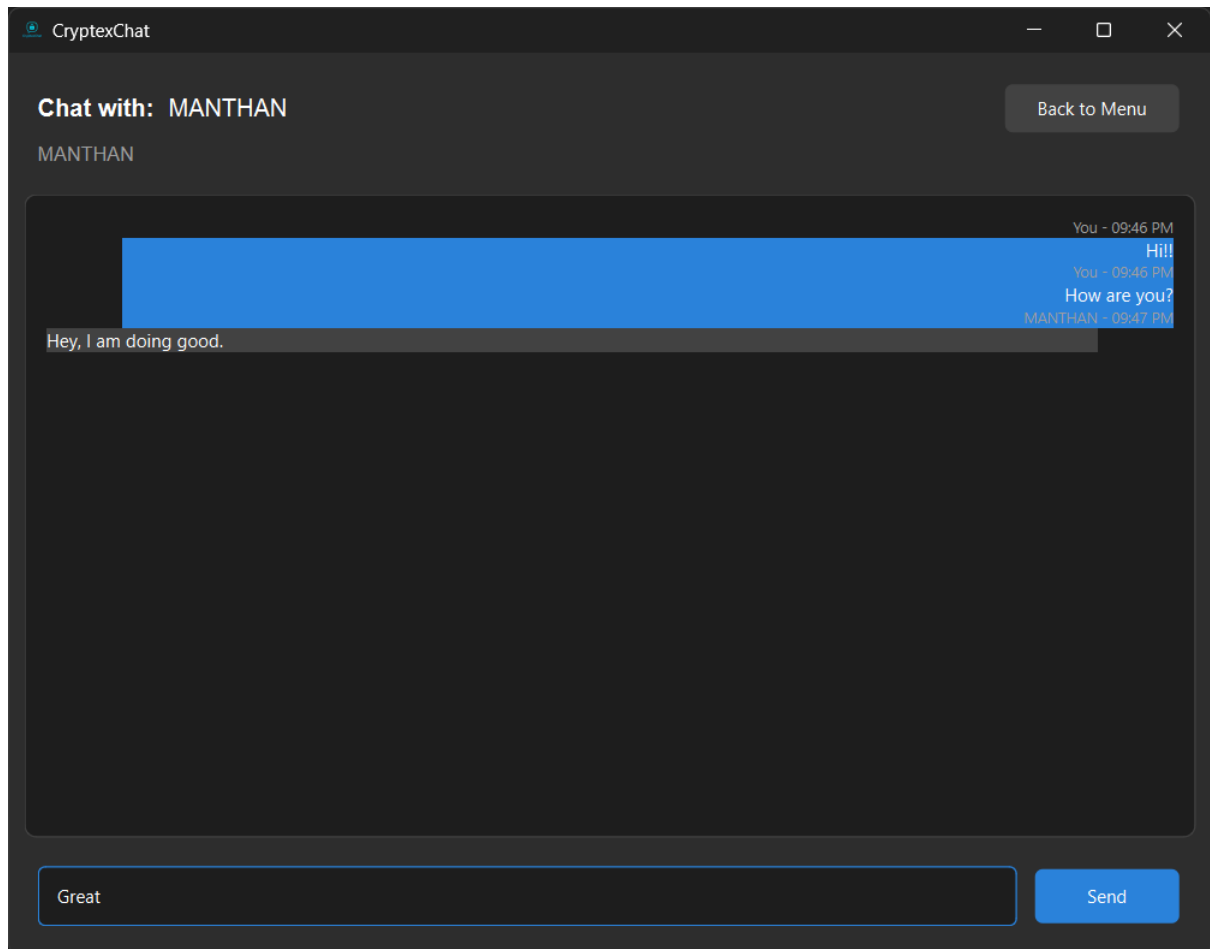 CryptexChat
Chat with: MANTHAN
Back to Menu
MANTHAN
You - 09:46 PM
Hi!!
You - 09:46 PM
How are you?
MANTHAN - 09:47 PM
Hey, I am doing good.
Great
Send